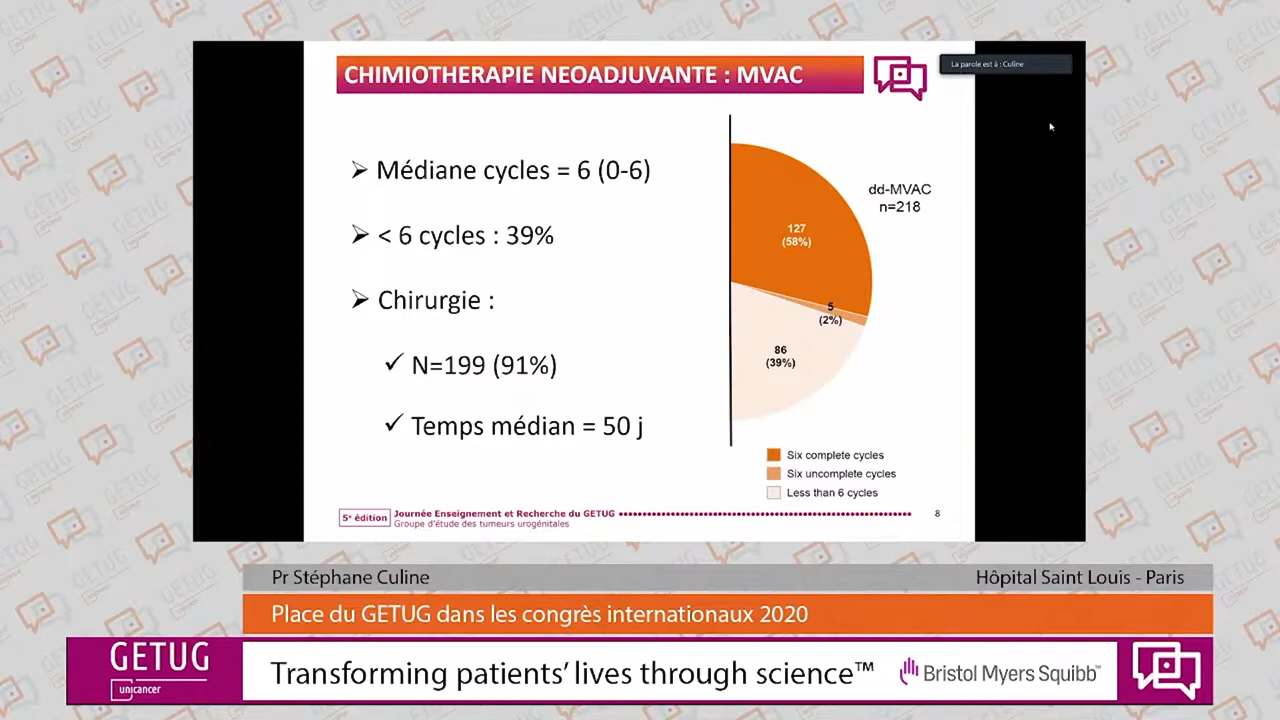 CHIMIOTHERAPIE NEOADJUVANTE : MVAC
La parole est à : Culine
Médiane cycles = 6 (0-6)
< 6 cycles : 39%
Chirurgie :
N=199 (91%)
Temps médian = 50 j
dd-MVAC
n=218
127
(58%)
5
(2%)
86
(39%)
Six complete cycles
Six uncomplete cycles
Less than 6 cycles
5e édition
Journée Enseignement et Recherche du GETUG
Groupe d'étude des tumeurs urogénitales
8
Pr Stéphane Culine
Hôpital Saint Louis - Paris
Place du GETUG dans les congrès internationaux 2020
GETUG
unicancer
Transforming patients' lives through science™
Bristol Myers Squibb™